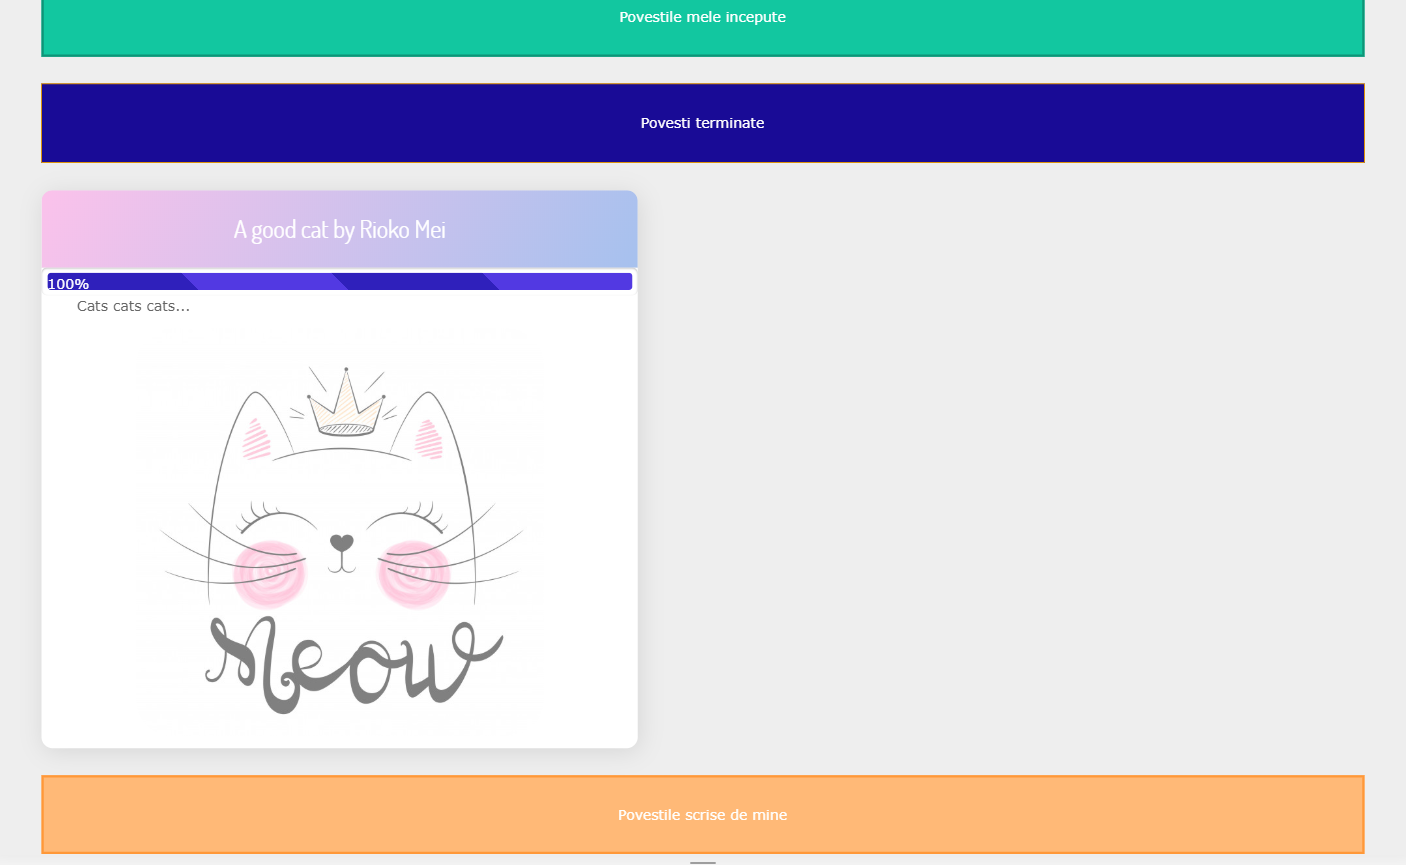 Povestile mele incepute
Povesti terminate
A good cat by Rioko Mei
100%
Cats cats cats...
Meow
Povestile scrise de mine